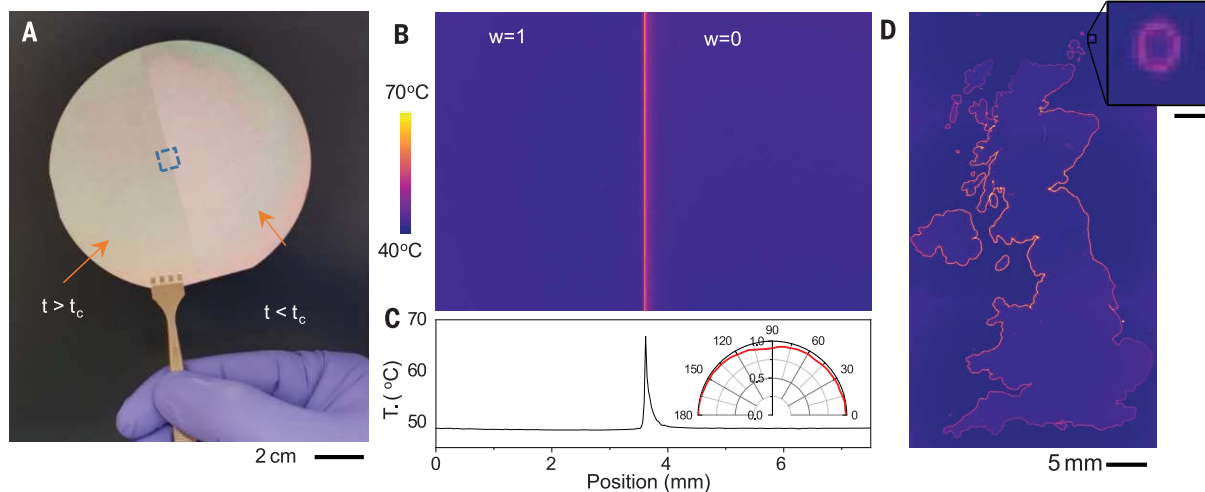 A
t > tc
t < tc
2 cm
B
w=1
w=0
70°C
40°C
C
70
60
50
T. (°C)
0
2
4
6
Position (mm)
180
150
120
90
60
30
0
1.0
0.5
0.0
D
5 mm